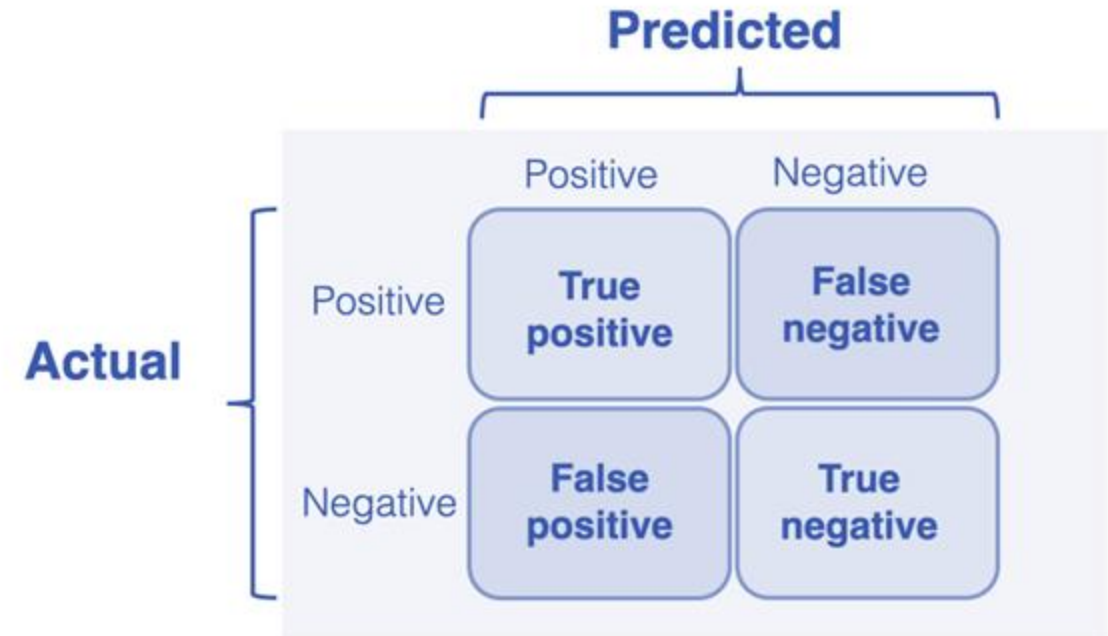 Predicted
Positive Negative
Actual
Positive
True
positive
False
negative
Negative
False
positive
True
negative